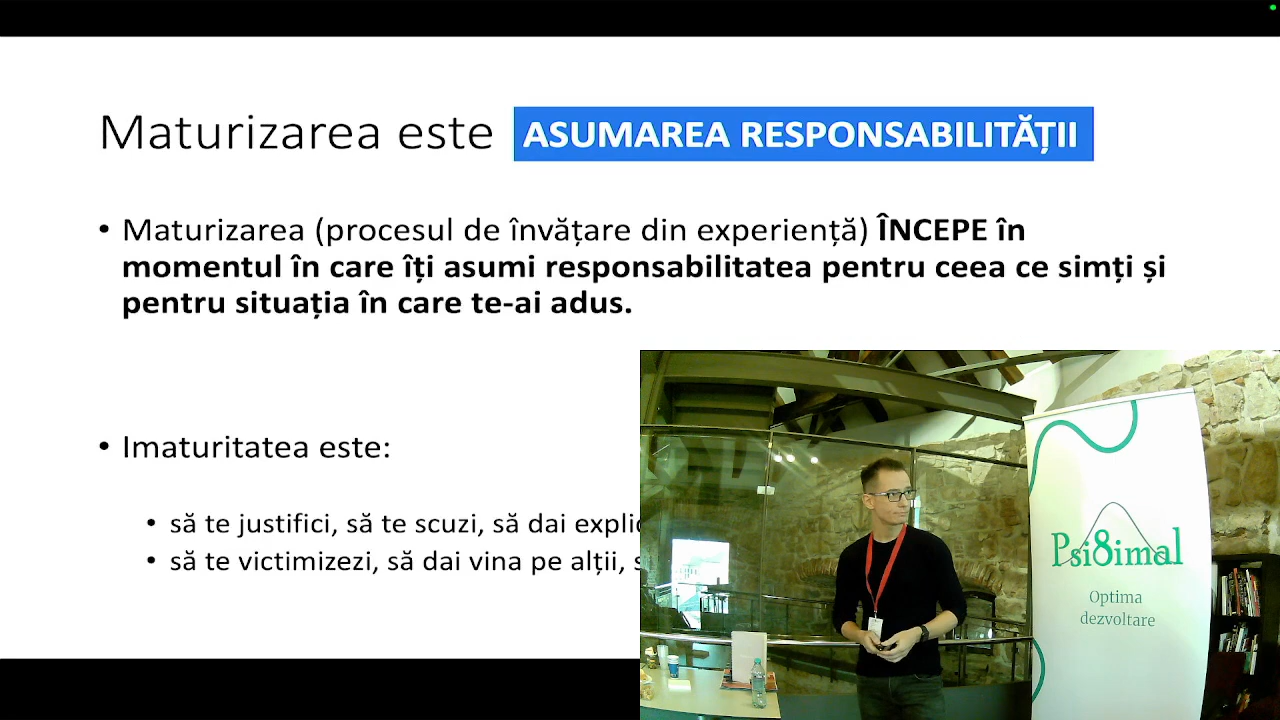 Maturizarea este ASUMAREA RESPONSABILITĂȚII
• Maturizarea (procesul de învățare din experiență) ÎNCEPE în
momentul în care îți asumi responsabilitatea pentru ceea ce simți și
pentru situația în care te-ai adus.
• Imaturitatea este:
• să te justifici, să te scuzi, să dai
• să te victimizezi, să dai vina pe alții,
Psi8imal
Optima
dezvoltare